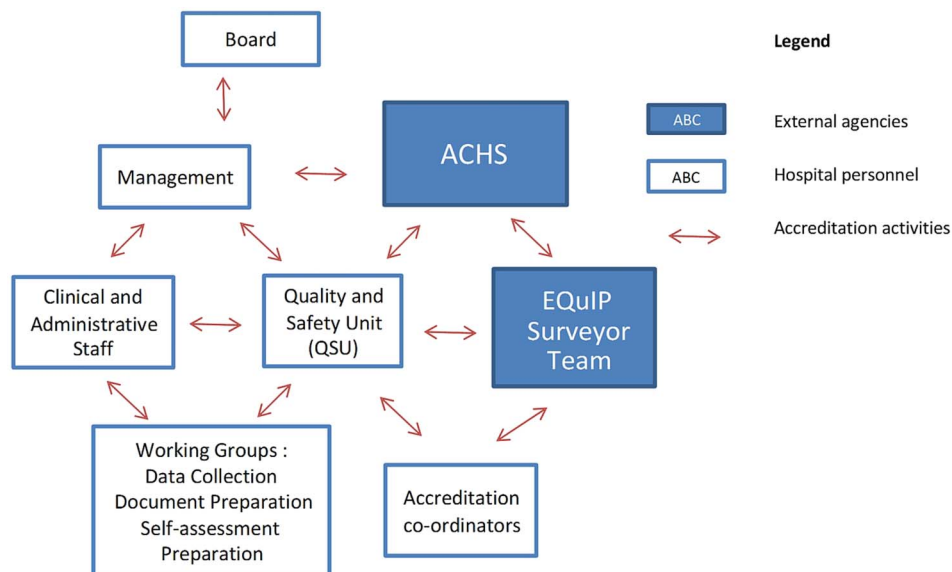 Board
Legend
ABC
External agencies
ACHS
Management
ABC
Hospital personnel
Accreditation activities
Clinical and
Administrative
Staff
Quality and
Safety Unit
(QSU)
EQuIP
Surveyor
Team
Working Groups :
Data Collection
Document Preparation
Self-assessment
Preparation
Accreditation
co-ordinators